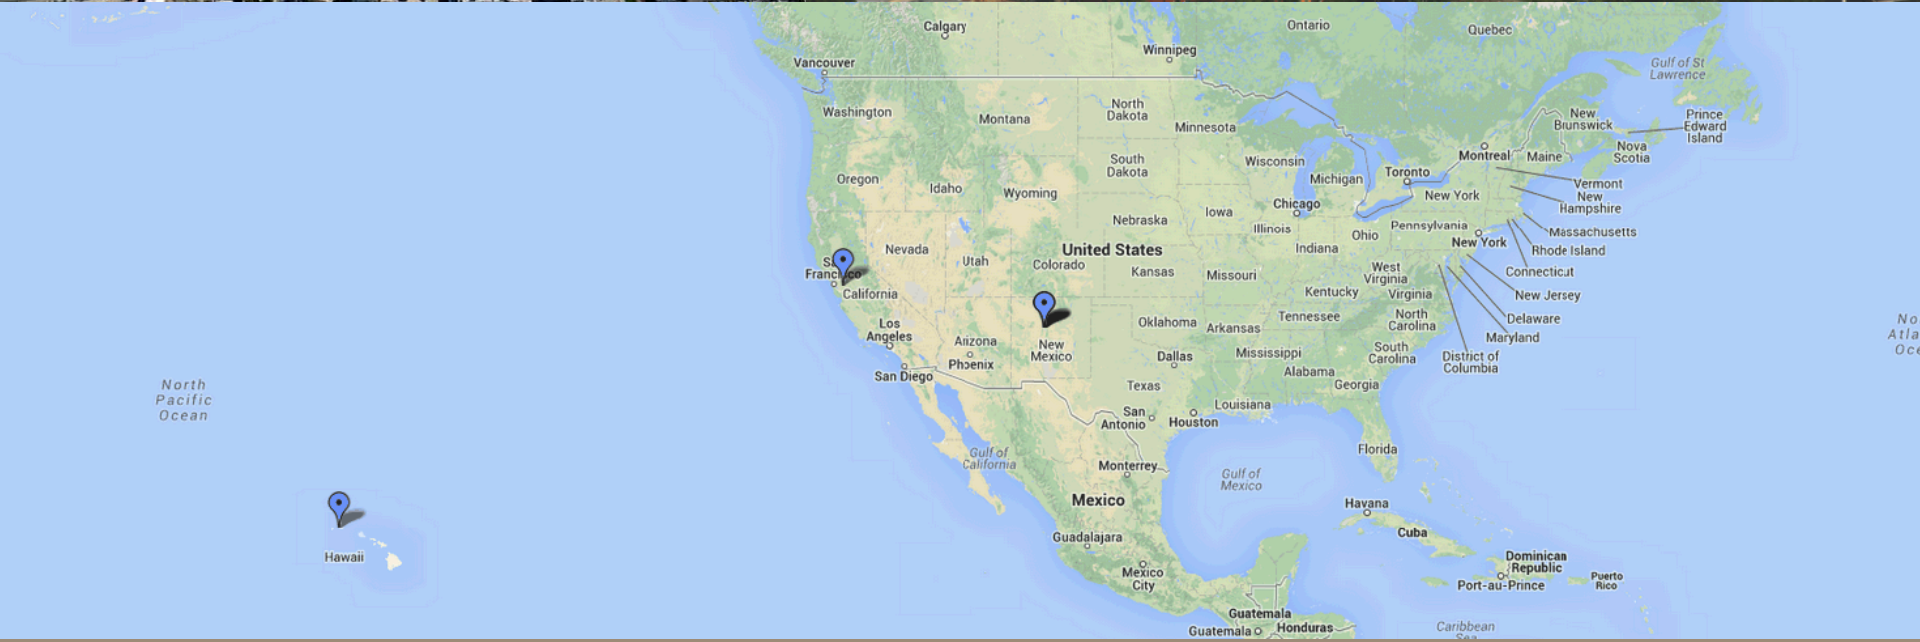 Calgary
Ontario
Quebec
Winnipeg
Vancouver
Gulf of St
Lawrence
Washington
Montana
North
Dakota
Minnesota
New
Brunswick
Prince
Edward
Island
Nova
Scotia
Montreal
Maine
Wisconsin
Michigan
Toronto
South
Dakota
Oregon
Idaho
Wyoming
New York
Vermont
New
Hampshire
Chicago
Iowa
Nebraska
Illinois
Indiana
Ohio
Pennsylvania
New York
Massachusetts
Rhode Island
Connecticut
New Jersey
Delaware
Maryland
District of
Columbia
Nevada
Utah
United States
Colorado
Kansas
Missouri
West
Virginia
Virginia
Kentucky
San
Francisco
California
Los
Angeles
San Diego
Arizona
Phoenix
New
Mexico
Oklahoma
Arkansas
Tennessee
North
Carolina
South
Carolina
Dallas
Mississippi
Alabama
Georgia
Texas
Louisiana
San
Antonio
Houston
Florida
North
Pacific
Ocean
Gulf of
California
Monterrey
Gulf of
Mexico
Mexico
Havana
Cuba
Guadalajara
Mexico
City
Dominican
Republic
Port-au-Prince
Puerto
Rico
Hawaii
Guatemala
Guatemala
Honduras
Caribbean
Sea
No
Atla
Oce